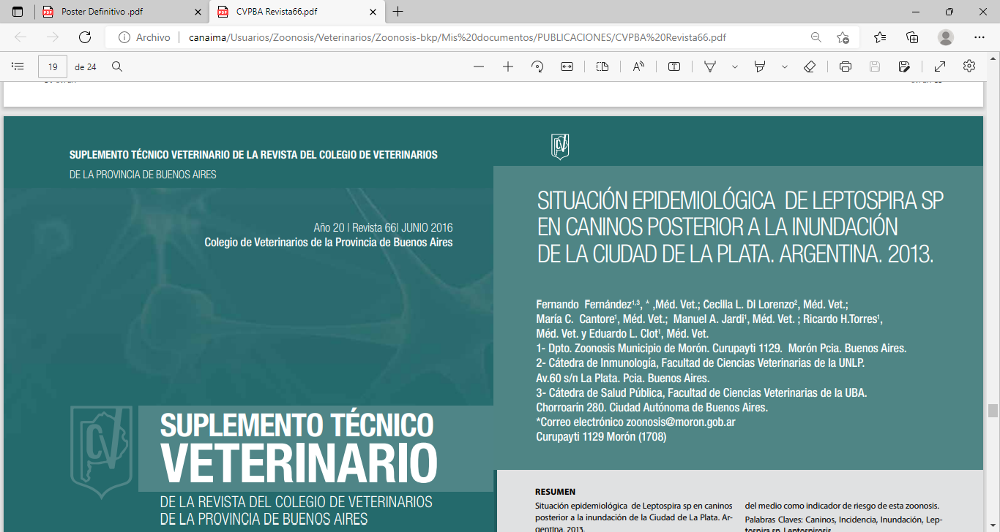 Poster Definitivo .pdf
CVPBA Revista66.pdf
Archivo
canaima/Usuarios/Zoonosis/Veterinarios/Zoonosis-bkp/Mis%20documentos/PUBLICACIONES/CVPBA%20Revista66.pdf
19 de 24
SUPLEMENTO TÉCNICO VETERINARIO DE LA REVISTA DEL COLEGIO DE VETERINARIOS
DE LA PROVINCIA DE BUENOS AIRES
Año 20 I Revista 66I JUNIO 2016
Colegio de Veterinarios de la Provincia de Buenos Aires
CV
SUPLEMENTO TÉCNICO
VETERINARIO
DE LA REVISTA DEL COLEGIO DE VETERINARIOS
DE LA PROVINCIA DE BUENOS AIRES
CV
SITUACIÓN EPIDEMIOLÓGICA DE LEPTOSPIRA SP
EN CANINOS POSTERIOR A LA INUNDACIÓN
DE LA CIUDAD DE LA PLATA. ARGENTINA. 2013.
Fernando Fernández¹,³, * ,Méd. Vet.; CecIlIa L. DI Lorenzo², Méd. Vet.;
María C. Cantore¹, Méd. Vet.; Manuel A. Jardi¹, Méd. Vet. ; Ricardo H.Torres¹,
Méd. Vet. y Eduardo L. Clot¹, Méd. Vet.
1- Dpto. Zoonosis Municipio de Morón. Curupayti 1129. Morón Pcia. Buenos Aires.
2- Cátedra de Inmunología, Facultad de Ciencias Veterinarias de la UNLP.
Av.60 s/n La Plata. Pcia. Buenos Aires.
3- Cátedra de Salud Pública, Facultad de Ciencias Veterinarias de la UBA.
Chorroarín 280. Ciudad Autónoma de Buenos Aires.
*Correo electrónico zoonosis@moron.gob.ar
Curupayti 1129 Morón (1708)
RESUMEN
Situación epidemiológica de Leptospira sp en caninos
posterior a la inundación de la Ciudad de La Plata. Ar-
gentina. 2013.
del medio como indicador de riesgo de esta zoonosis.
Palabras Claves: Caninos, Incidencia, Inundación, Lep-
tospira sp, Leptospirosis